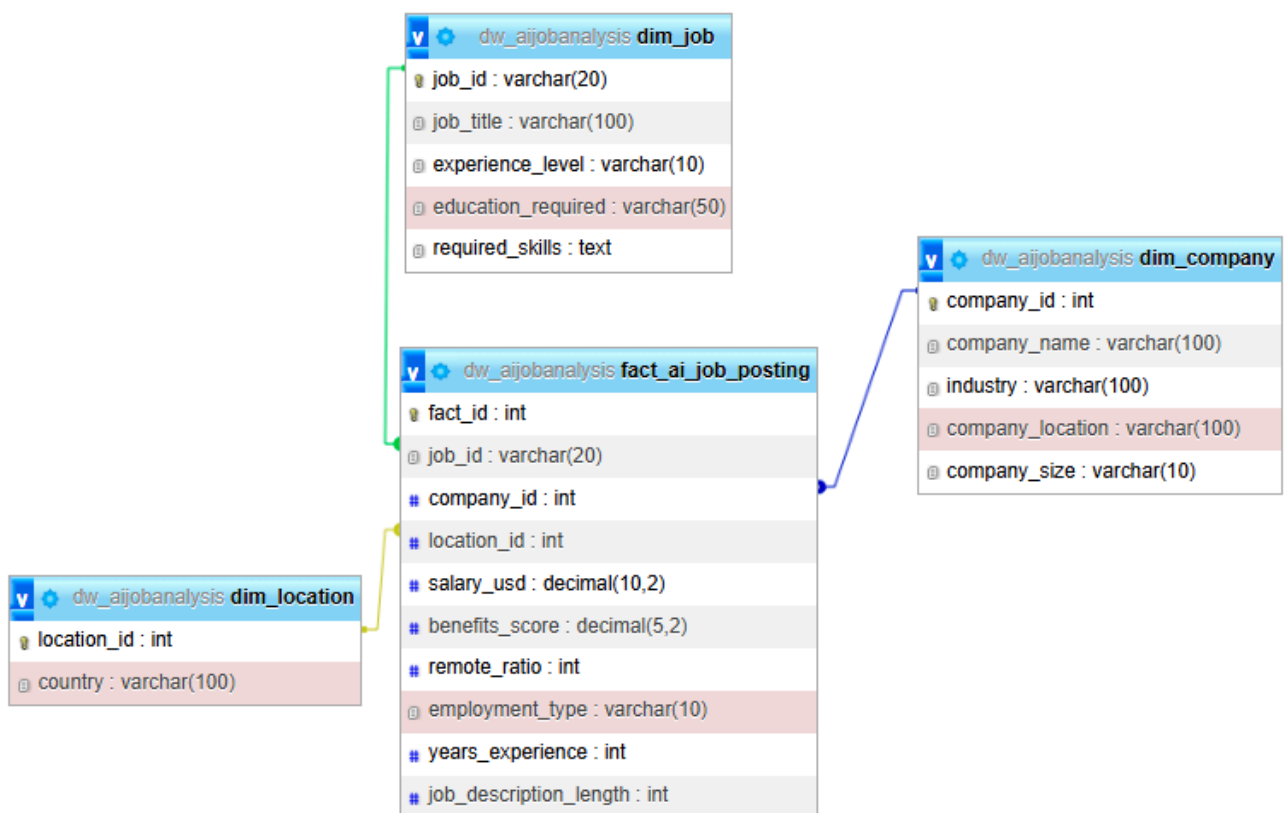 dw_aijobanalysis dim_job
job_id : varchar(20)
job_title : varchar(100)
experience_level : varchar(10)
education_required : varchar(50)
required_skills : text
dw_aijobanalysis dim_company
company_id : int
company_name : varchar(100)
industry : varchar(100)
company_location : varchar(100)
company_size : varchar(10)
dw_aijobanalysis fact_ai_job_posting
fact_id : int
job_id : varchar(20)
# company_id : int
# location_id : int
# salary_usd : decimal(10,2)
# benefits_score : decimal(5,2)
# remote_ratio : int
employment_type : varchar(10)
# years_experience : int
# job_description_length : int
dw_aijobanalysis dim_location
location_id : int
country : varchar(100)